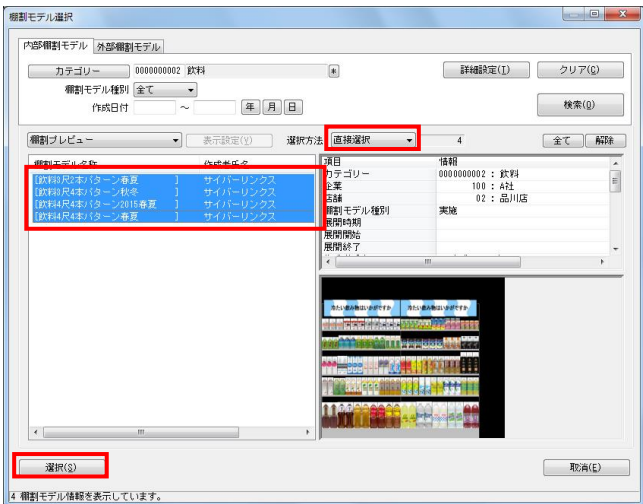 棚割モデル選択
内部棚割モデル 外部棚割モデル
カテゴリー 0000000002 飲料 * 詳細設定(I) クリア(C)
棚割モデル種別 全て
作成日付 ～ 年 月 日 検索(Q)
棚割プレビュー 表示設定(V) 選択方法 直接選択 4 全て 解除
棚割モデル名称 作成者氏名
[飲料3尺2本パターン春夏 ] サイバーリンクス
[飲料4尺4本パターン秋冬 ] サイバーリンクス
[飲料4尺4本パターン2015春夏 ] サイバーリンクス
[飲料4尺4本パターン春夏 ] サイバーリンクス
項目 情報
カテゴリー 0000000002 : 飲料
企業 100 : A社
店舗 02 : 品川店
棚割モデル種別 実施
展開時期
展開開始
展開終了
冷たい飲み物はいかがですか 冷たい飲み物はいかがですか
選択(S) 取消(E)
4 棚割モデル情報を表示しています。